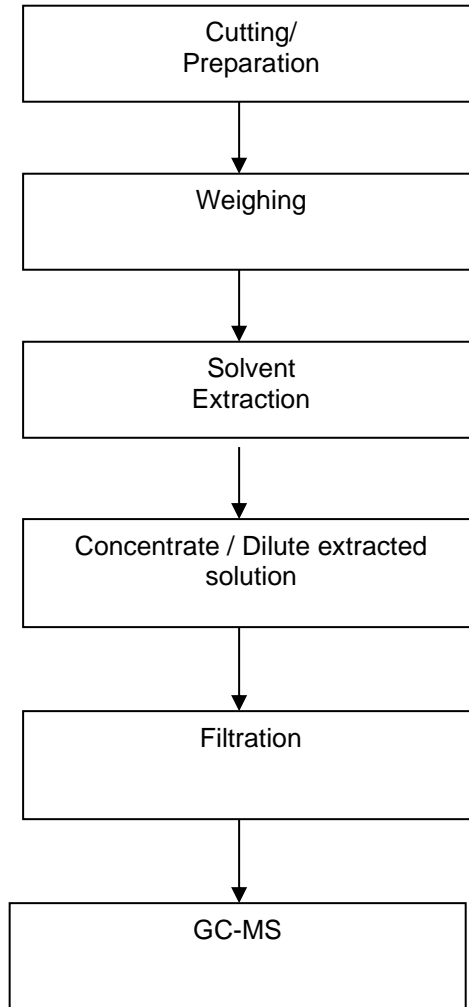 Cutting/
Preparation
Weighing
Solvent
Extraction
Concentrate / Dilute extracted
solution
Filtration
GC-MS